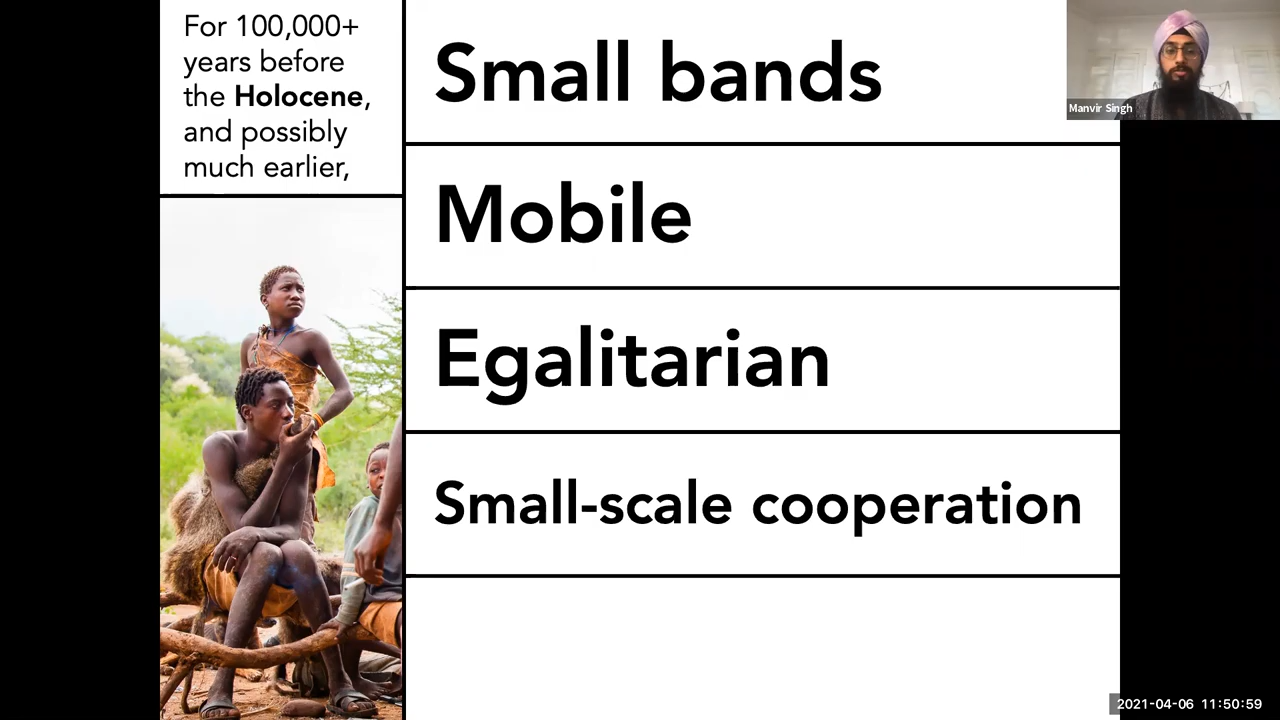 For 100,000+
years before
the Holocene,
and possibly
much earlier,
Small bands
Mobile
Egalitarian
Small-scale cooperation
Manvir Singh
2021-04-06 11:50:59